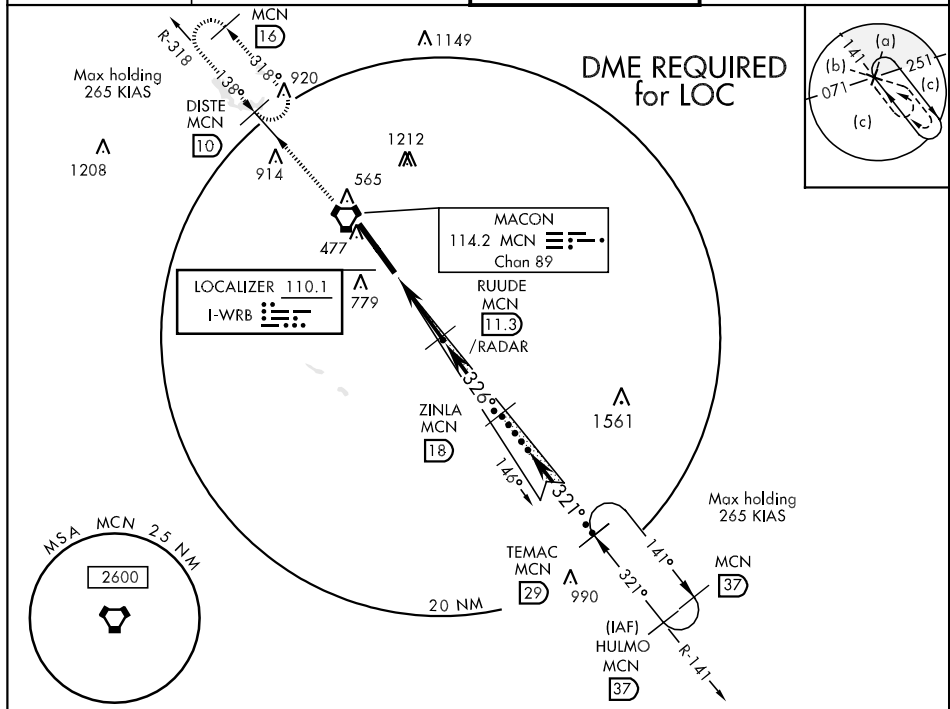 MCN
16
R-318
318°
138°
Max holding
265 KIAS
920
1149
DME REQUIRED
for LOC
141
(a)
251
(b)
071
(c)
(c)
DISTE
MCN
10
1208
914
1212
565
477
MACON
114.2 MCN
Chan 89
LOCALIZER 110.1
I-WRB
779
RUUDE
MCN
11.3
/RADAR
326°
ZINLA
MCN
18
1561
146°
321°
Max holding
265 KIAS
MSA MCN 25 NM
2600
TEMAC
MCN
29
990
141°
321°
MCN
37
20 NM
(IAF)
HULMO
MCN
37
R-141